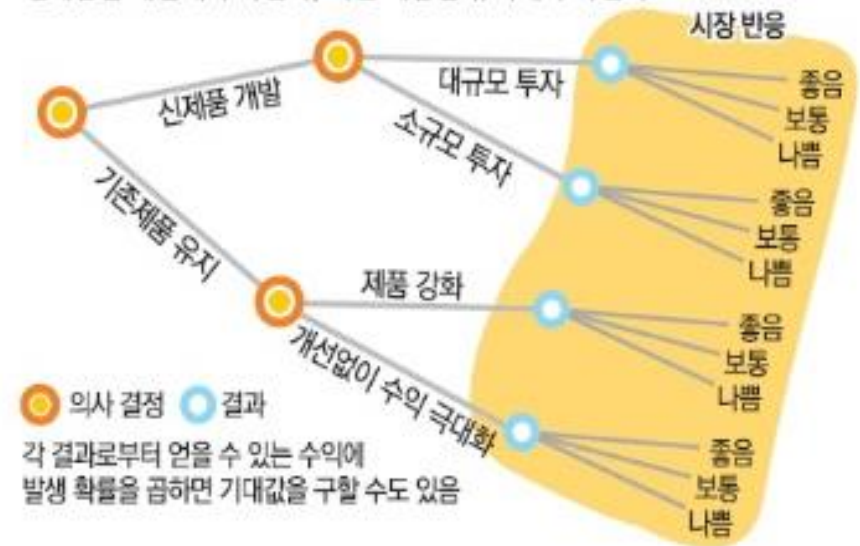 시장 반응
신제품 개발
대규모 투자
좋음
보통
나쁨
소규모 투자
좋음
보통
나쁨
기존제품 유지
제품 강화
좋음
보통
나쁨
개선없이 수익 극대화
좋음
보통
나쁨
의사 결정 결과
각 결과로부터 얻을 수 있는 수익에
발생 확률을 곱하면 기대값을 구할 수도 있음